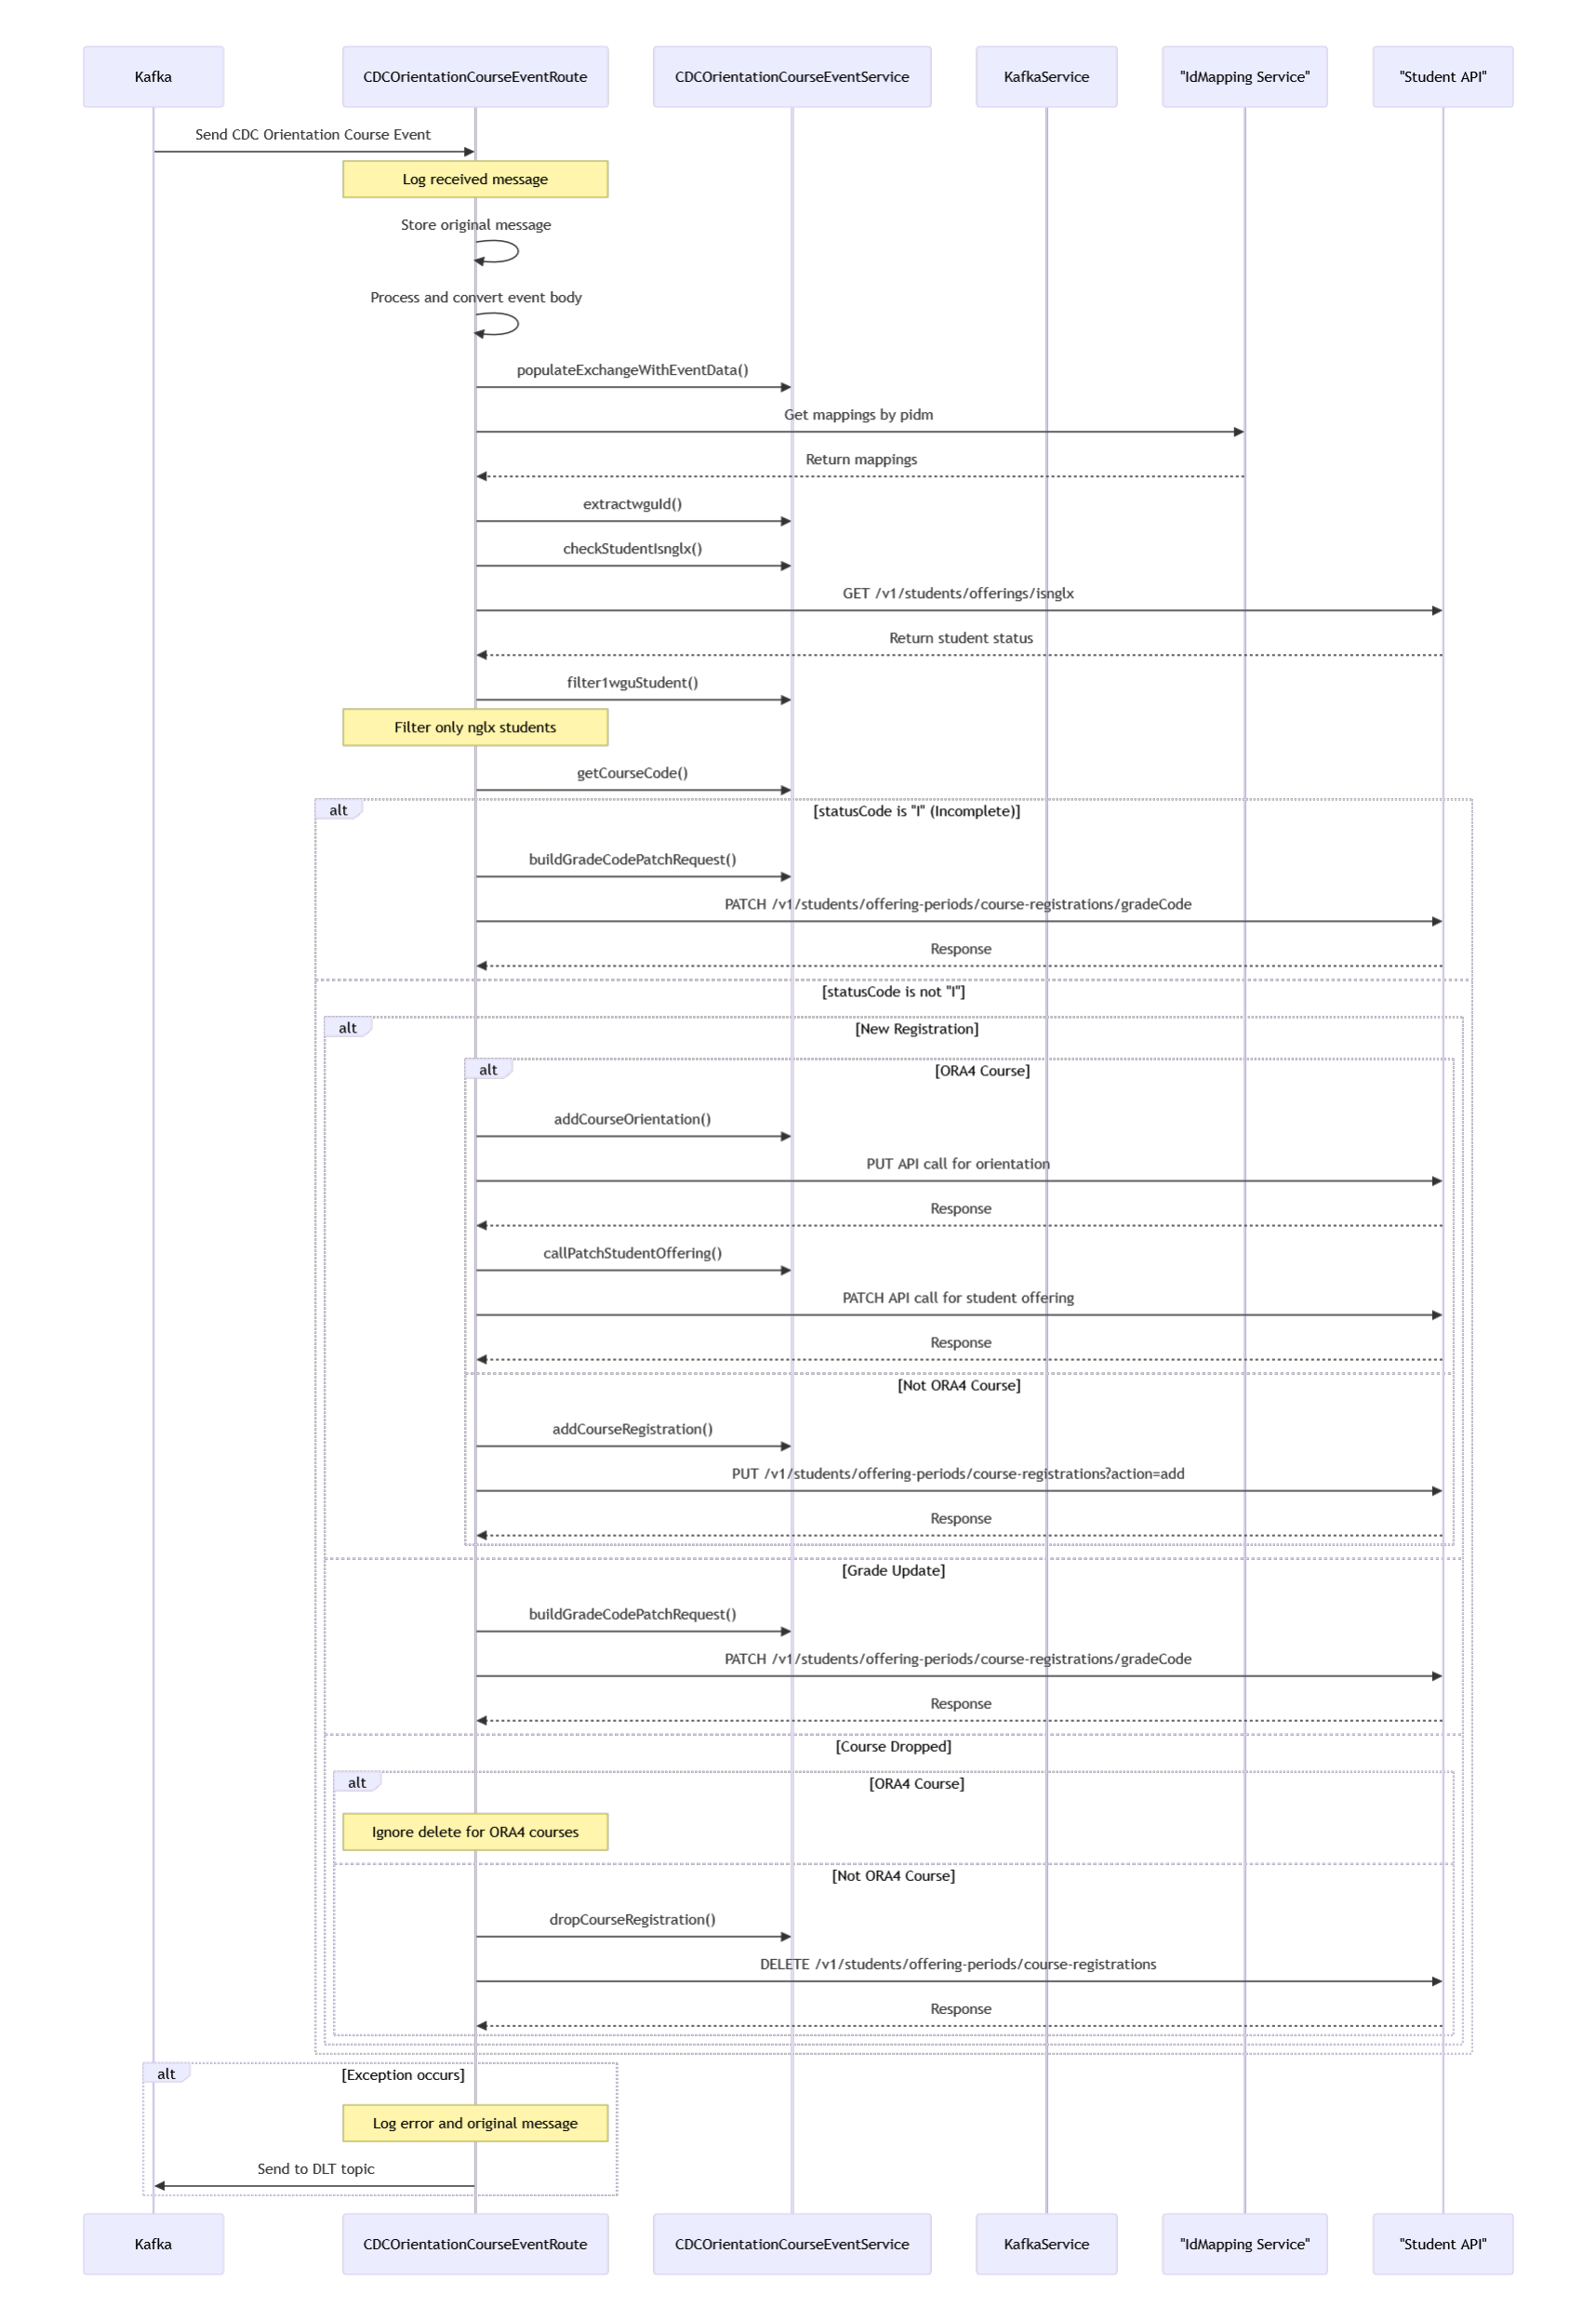 Kafka
CDCOrientationCourseEventRoute
CDCOrientationCourseEventService
KafkaService
"IdMapping Service"
"Student API"
Send CDC Orientation Course Event
Log received message
Store original message
Process and convert event body
populateExchangeWithEventData()
Get mappings by pidm
Return mappings
extractwguId()
checkStudentIsnglx()
GET /v1/students/offerings/isnglx
Return student status
filter1wguStudent()
Filter only nglx students
getCourseCode()
alt
[statusCode is "I" (Incomplete)]
buildGradeCodePatchRequest()
PATCH /v1/students/offering-periods/course-registrations/gradeCode
Response
[statusCode is not "I"]
alt
[New Registration]
alt
[ORA4 Course]
addCourseOrientation()
PUT API call for orientation
Response
callPatchStudentOffering()
PATCH API call for student offering
Response
[Not ORA4 Course]
addCourseRegistration()
PUT /v1/students/offering-periods/course-registrations?action=add
Response
[Grade Update]
buildGradeCodePatchRequest()
PATCH /v1/students/offering-periods/course-registrations/gradeCode
Response
[Course Dropped]
alt
[ORA4 Course]
Ignore delete for ORA4 courses
[Not ORA4 Course]
dropCourseRegistration()
DELETE /v1/students/offering-periods/course-registrations
Response
alt
[Exception occurs]
Log error and original message
Send to DLT topic
Kafka
CDCOrientationCourseEventRoute
CDCOrientationCourseEventService
KafkaService
"IdMapping Service"
"Student API"